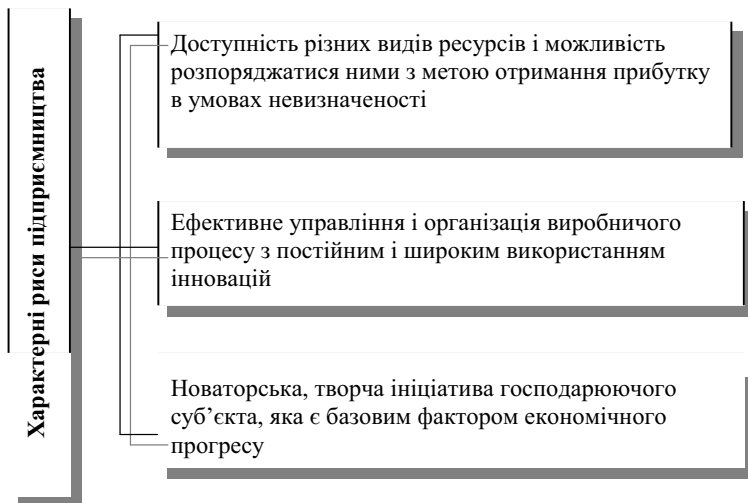 Характерні риси підприємництва
Доступність різних видів ресурсів і можливість
розпоряджатися ними з метою отримання прибутку
в умовах невизначеності
Ефективне управління і організація виробничого
процесу з постійним і широким використанням
інновацій
Новаторська, творча ініціатива господарюючого
суб’єкта, яка є базовим фактором економічного
прогресу